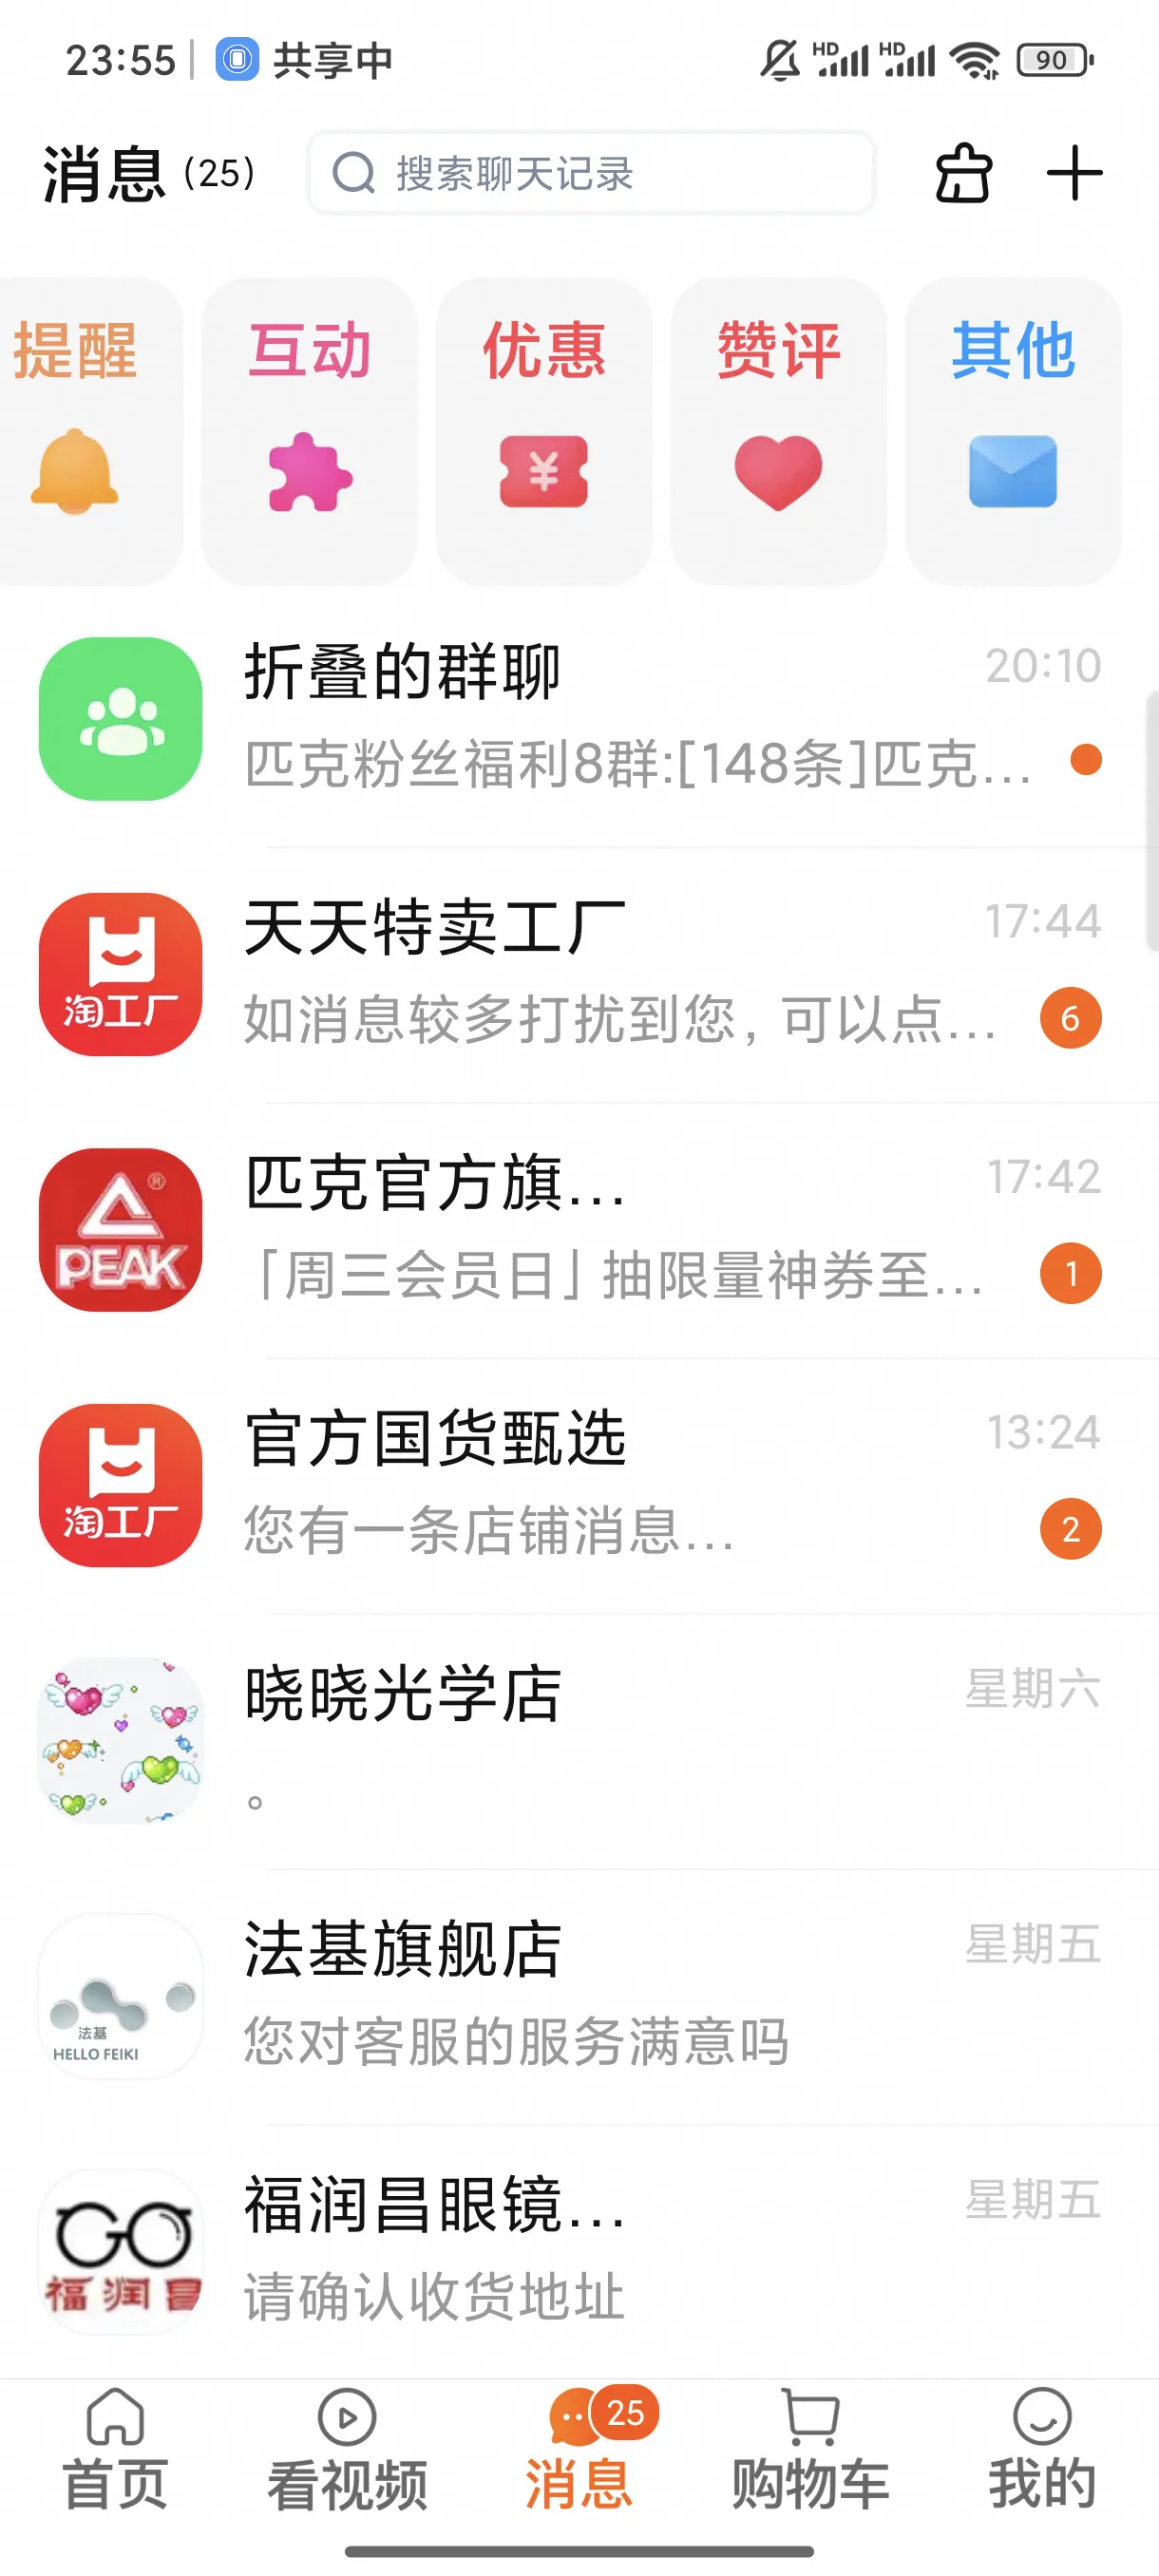 23:55
共享中
HD HD 90
消息 (25)
搜索聊天记录
提醒 互动 优惠 赞评 其他
¥
折叠的群聊 20:10
匹克粉丝福利8群:[148条]匹克...
天天特卖工厂 17:44
淘工厂
如消息较多打扰到您，可以点... 6
匹克官方旗... 17:42
PEAK®
「周三会员日」抽限量神券至... 1
官方国货甄选 13:24
淘工厂
您有一条店铺消息... 2
晓晓光学店 星期六
。
法基旗舰店 星期五
法基
HELLO FEIKI
您对客服的服务满意吗
福润昌眼镜... 星期五
GO
福润昌
请确认收货地址
25
首页 看视频 消息 购物车 我的